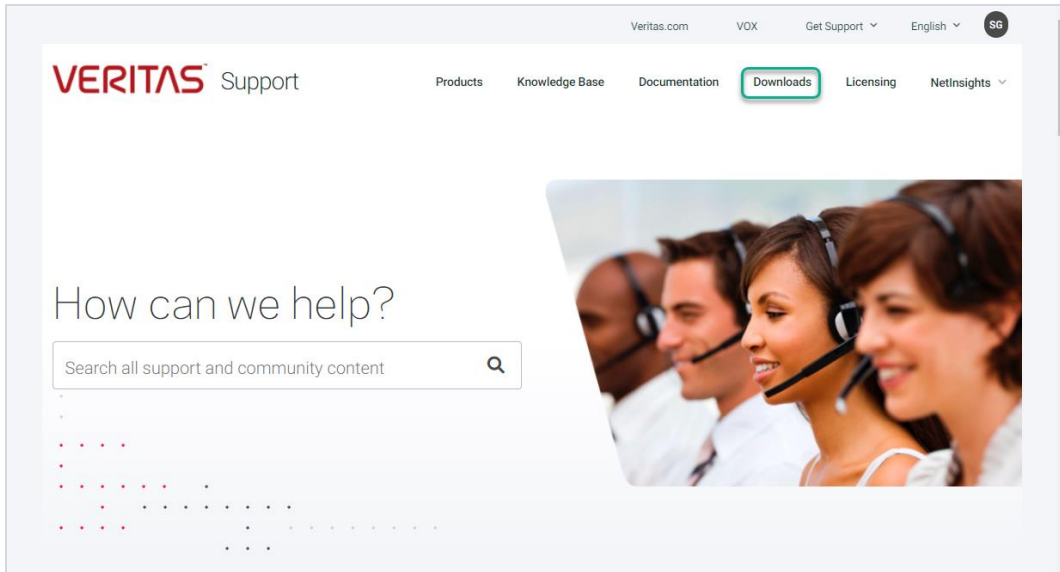 Veritas.com VOX Get Support English SG
VERITAS™ Support Products Knowledge Base Documentation Downloads Licensing NetInsights
How can we help?
Search all support and community content